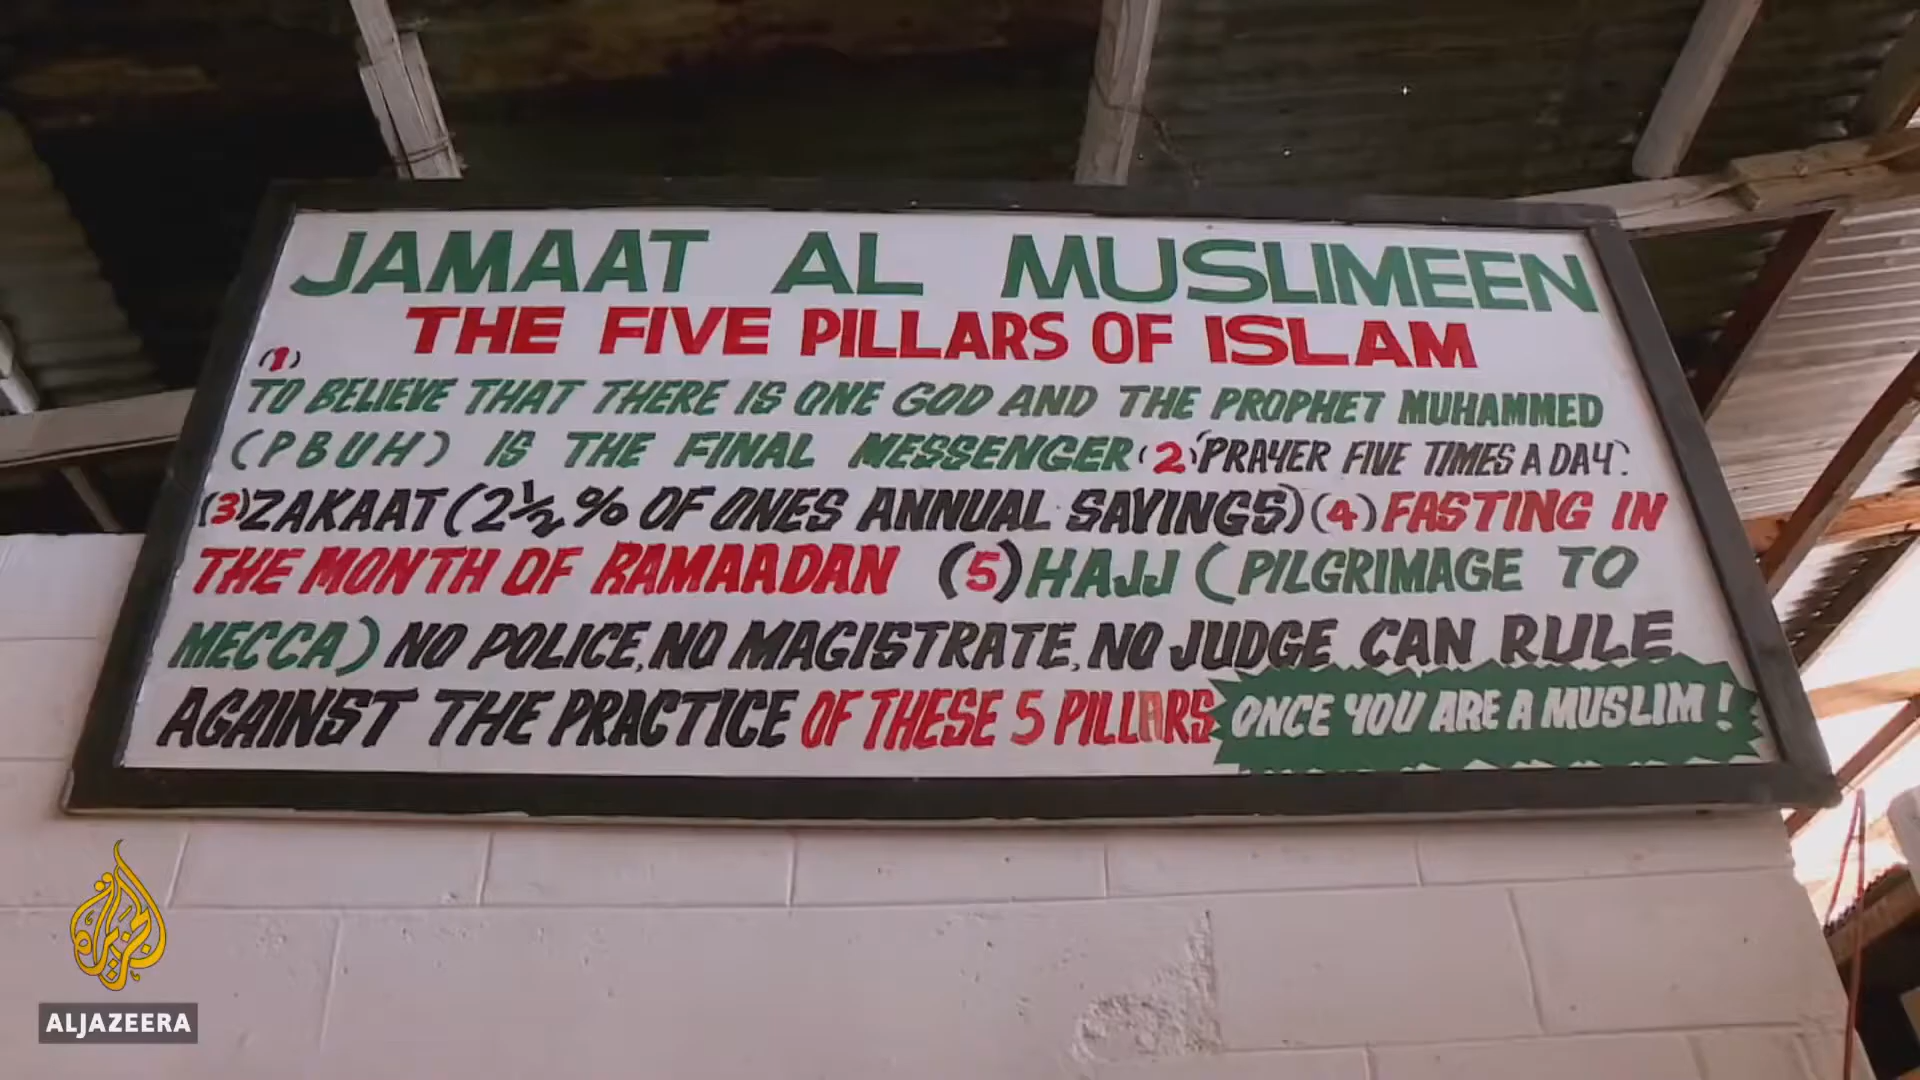 JAMAAT AL MUSLIMEEN
THE FIVE PILLARS OF ISLAM
(1)
TO BELIEVE THAT THERE IS ONE GOD AND THE PROPHET MUHAMMED
(PBUH) IS THE FINAL MESSENGER (2) PRAYER FIVE TIMES A DAY.
(3) ZAKAAT (2½% OF ONES ANNUAL SAVINGS) (4) FASTING IN
THE MONTH OF RAMAADAN (5) HAJJ (PILGRIMAGE TO
MECCA) NO POLICE, NO MAGISTRATE, NO JUDGE CAN RULE
AGAINST THE PRACTICE OF THESE 5 PILLARS ONCE YOU ARE A MUSLIM!
الجزيرة
ALJAZEERA